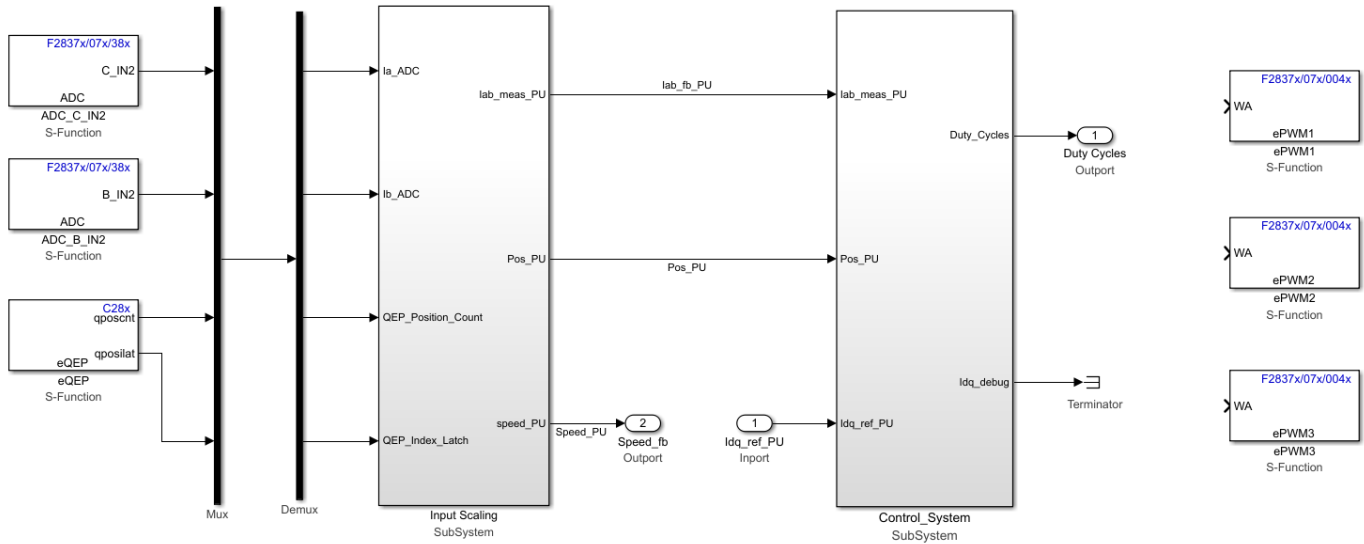 F2837x/07x/38x
C_IN2
ADC
ADC_C_IN2
S-Function
F2837x/07x/38x
B_IN2
ADC
ADC_B_IN2
S-Function
C28x
qposcnt
qposilat
eQEP
eQEP
S-Function
Mux
Demux
Ia_ADC
Ib_ADC
QEP_Position_Count
QEP_Index_Latch
Iab_meas_PU
Pos_PU
speed_PU
Input Scaling
SubSystem
Iab_fb_PU
Pos_PU
Speed_PU
2
Speed_fb
Outport
1
Idq_ref_PU
Inport
Iab_meas_PU
Pos_PU
Idq_ref_PU
Duty_Cycles
Idq_debug
Control_System
SubSystem
1
Duty Cycles
Outport
Terminator
F2837x/07x/004x
WA
ePWM1
ePWM1
S-Function
F2837x/07x/004x
WA
ePWM2
ePWM2
S-Function
F2837x/07x/004x
WA
ePWM3
ePWM3
S-Function